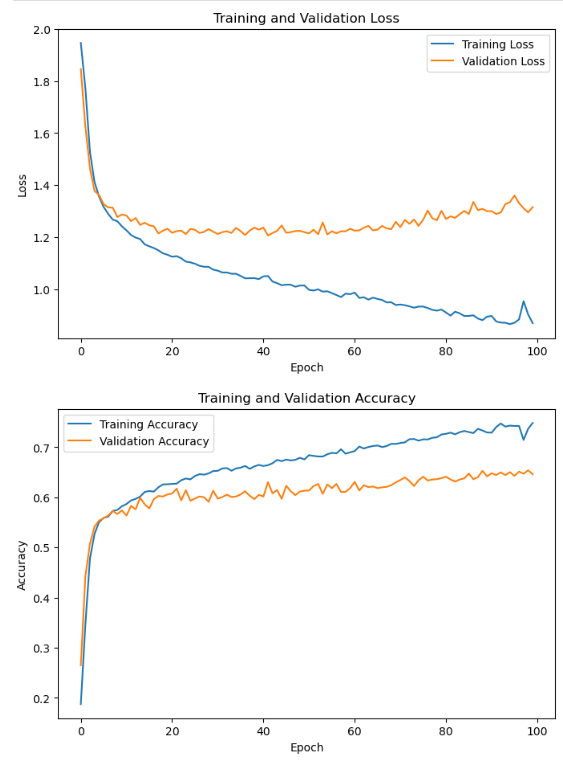 Training and Validation Loss
2.0
1.8
1.6
1.4
1.2
1.0
Loss
Training Loss
Validation Loss
0 20 40 60 80 100
Epoch
Training and Validation Accuracy
0.7
0.6
0.5
0.4
0.3
0.2
Accuracy
Training Accuracy
Validation Accuracy
0 20 40 60 80 100
Epoch